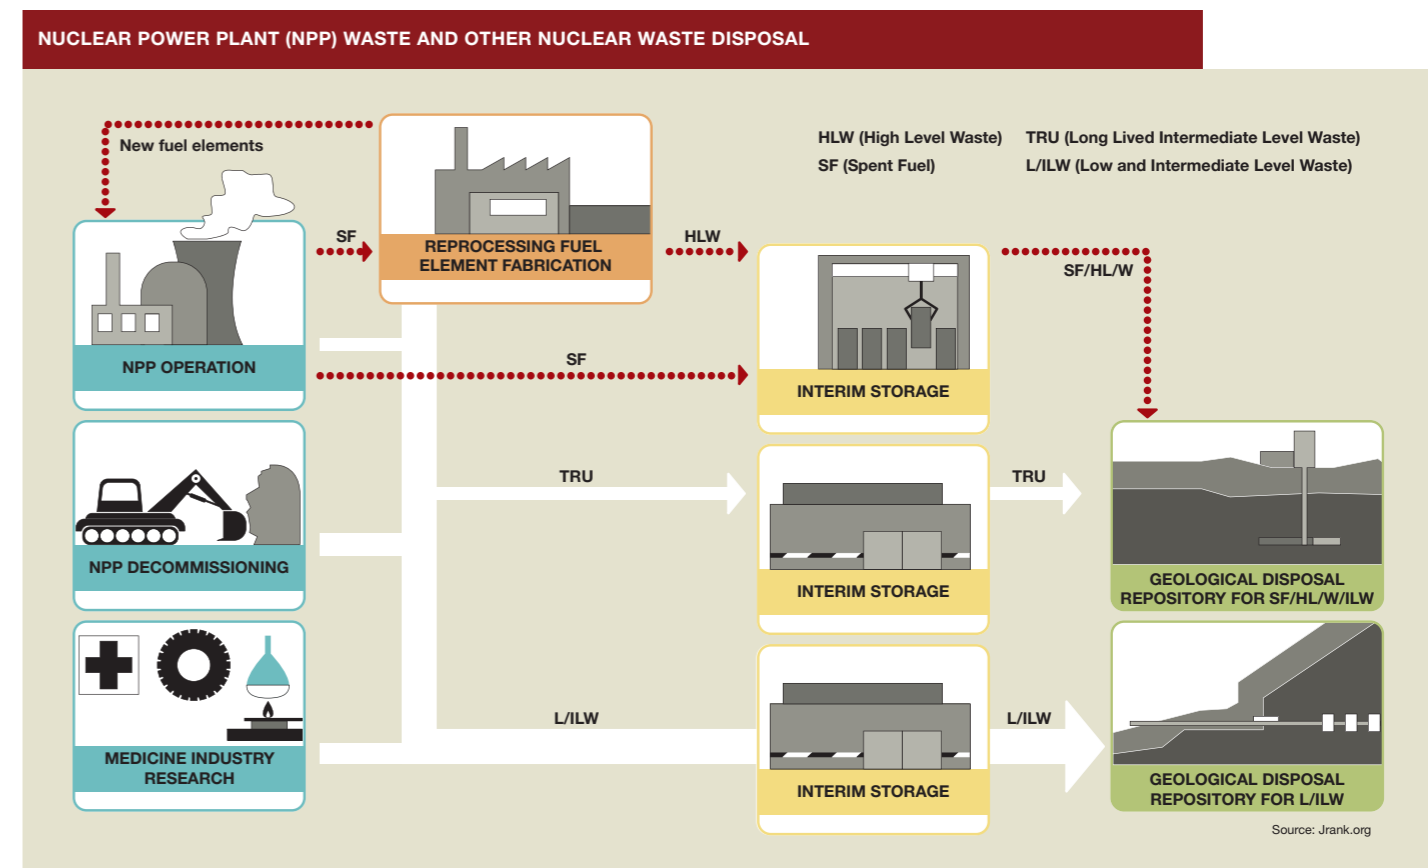 NUCLEAR POWER PLANT (NPP) WASTE AND OTHER NUCLEAR WASTE DISPOSAL
New fuel elements
HLW (High Level Waste)
TRU (Long Lived Intermediate Level Waste)
SF (Spent Fuel)
L/ILW (Low and Intermediate Level Waste)
SF
REPROCESSING FUEL
ELEMENT FABRICATION
HLW
SF/HL/W
NPP OPERATION
SF
INTERIM STORAGE
TRU
TRU
NPP DECOMMISSIONING
INTERIM STORAGE
GEOLOGICAL DISPOSAL
REPOSITORY FOR SF/HL/W/ILW
L/ILW
L/ILW
MEDICINE INDUSTRY
RESEARCH
INTERIM STORAGE
GEOLOGICAL DISPOSAL
REPOSITORY FOR L/ILW
Source: Jrank.org